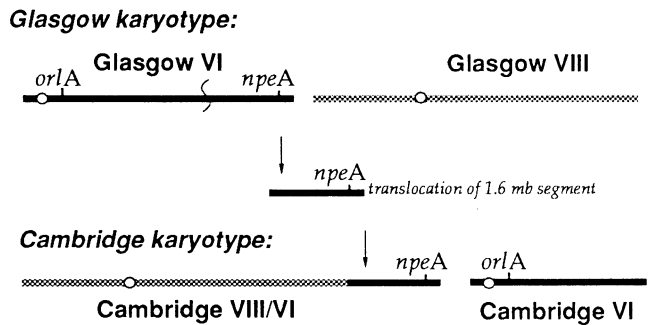 Glasgow karyotype:
Glasgow VI
Glasgow VIII
orlA
npeA
npeA
translocation of 1.6 mb segment
Cambridge karyotype:
npeA
orlA
Cambridge VIII/VI
Cambridge VI